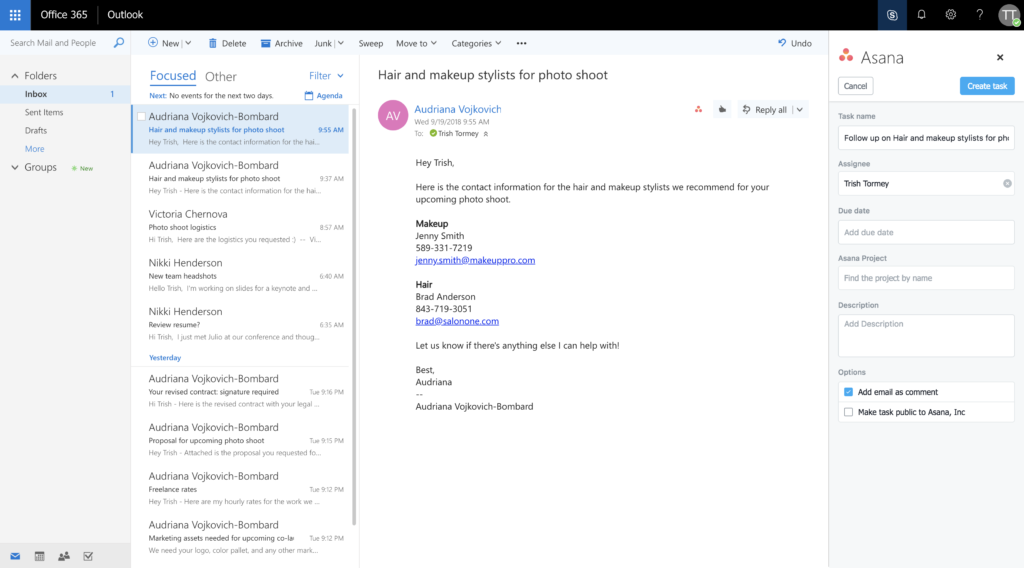 Office 365
Outlook
TT
Search Mail and People
New
Delete
Archive
Junk
Sweep
Move to
Categories
Undo
Folders
Inbox 1
Sent Items
Drafts
More
Groups New
Focused Other Filter
Next: No events for the next two days. Agenda
Audriana Vojkovich-Bombard
Hair and makeup stylists for photo shoot 9:55 AM
Hey Trish, Here is the contact information for the hai...
Audriana Vojkovich-Bombard
Hair and makeup stylists for photo shoot 9:37 AM
Hey Trish - Here is the contact information for the hai...
Victoria Chernova
Photo shoot logistics 8:57 AM
Hi Trish, Here are the logistics you requested :) -- Vi...
Nikki Henderson
New team headshots 6:40 AM
Hello Trish, I'm working on slides for a keynote and ...
Nikki Henderson
Review resume? 6:35 AM
Hi Trish, I just met Julio at our conference and thoug...
Yesterday
Audriana Vojkovich-Bombard
Your revised contract: signature required Tue 9:16 PM
Hi Trish - Here is the revised contract with your legal ...
Audriana Vojkovich-Bombard
Proposal for upcoming photo shoot Tue 9:15 PM
Hey Trish - Attached is the proposal you requested fo...
Audriana Vojkovich-Bombard
Freelance rates Tue 9:12 PM
Hey Trish - Here are my hourly rates for the work we ...
Audriana Vojkovich-Bombard
Marketing assets needed for upcoming co-la Tue 9:12 PM
We need your logo, color pallet, and any other mark...
Hair and makeup stylists for photo shoot
AV
Audriana Vojkovich
Wed 9/19/2018 9:55 AM
To: Trish Tormey
Reply all
Hey Trish,
Here is the contact information for the hair and makeup stylists we recommend for your
upcoming photo shoot.
Makeup
Jenny Smith
589-331-7219
jenny.smith@makeuppro.com
Hair
Brad Anderson
843-719-3051
brad@salonone.com
Let us know if there's anything else I can help with!
Best,
Audriana
--
Audriana Vojkovich-Bombard
Asana
Cancel
Create task
Task name
Follow up on Hair and makeup stylists for ph
Assignee
Trish Tormey
Due date
Add due date
Asana Project
Find the project by name
Description
Add Description
Options
Add email as comment
Make task public to Asana, Inc